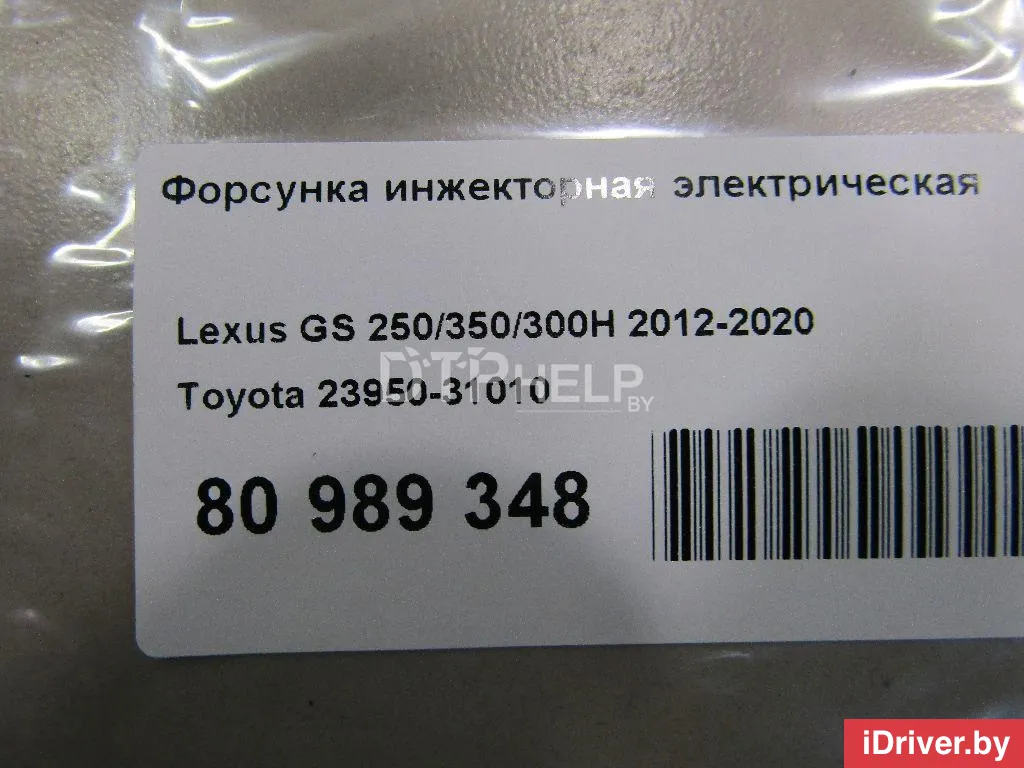 Форсунка инжекторная электрическая
Lexus GS 250/350/300H 2012-2020
DTPHELP
BY
Toyota 23950-31010
80 989 348
iDriver.by